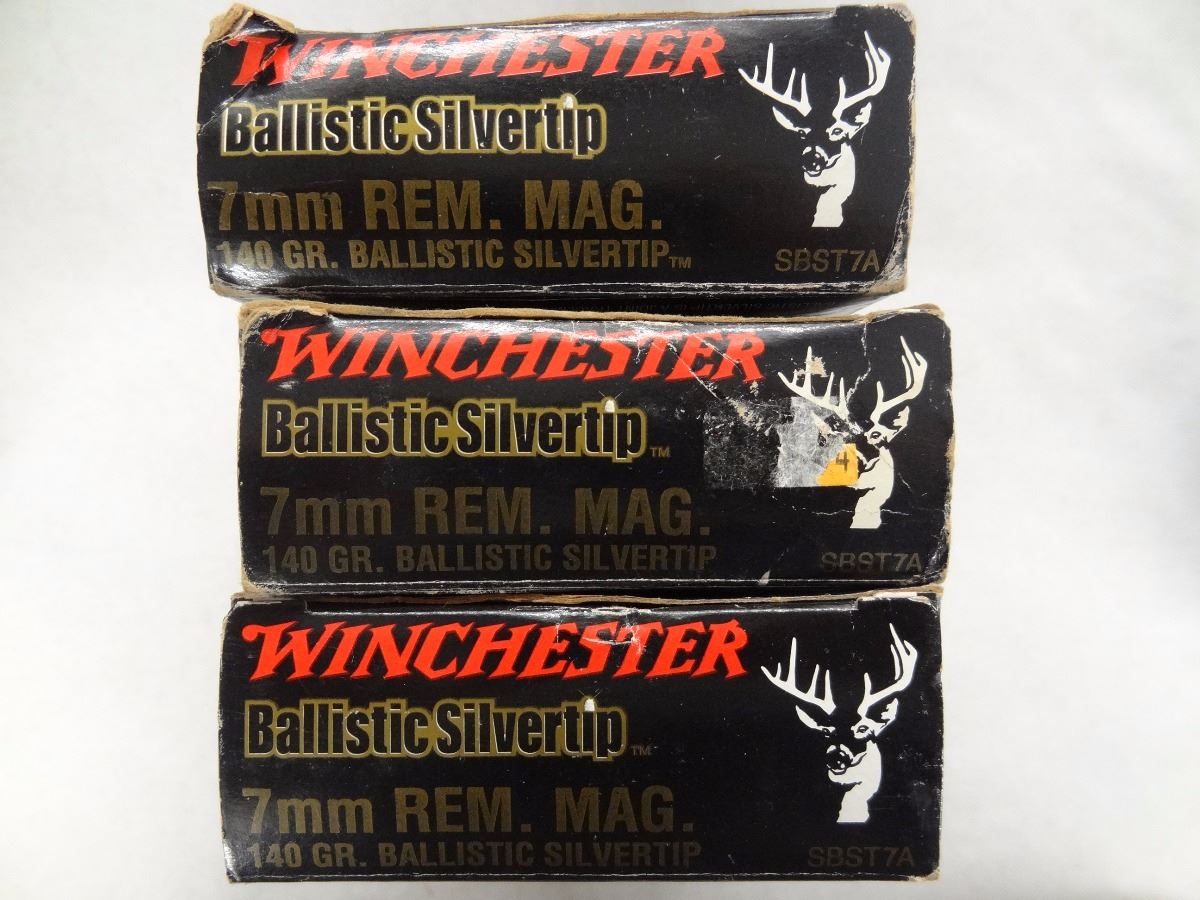 WINCHESTER
Ballistic Silvertip
7mm REM. MAG.
140 GR. BALLISTIC SILVERTIP™
SBST7A
WINCHESTER
Ballistic Silvertip™
4
7mm REM. MAG.
140 GR. BALLISTIC SILVERTIP
SBST7A
WINCHESTER
Ballistic Silvertip™
7mm REM. MAG.
140 GR. BALLISTIC SILVERTIP
SBST7A